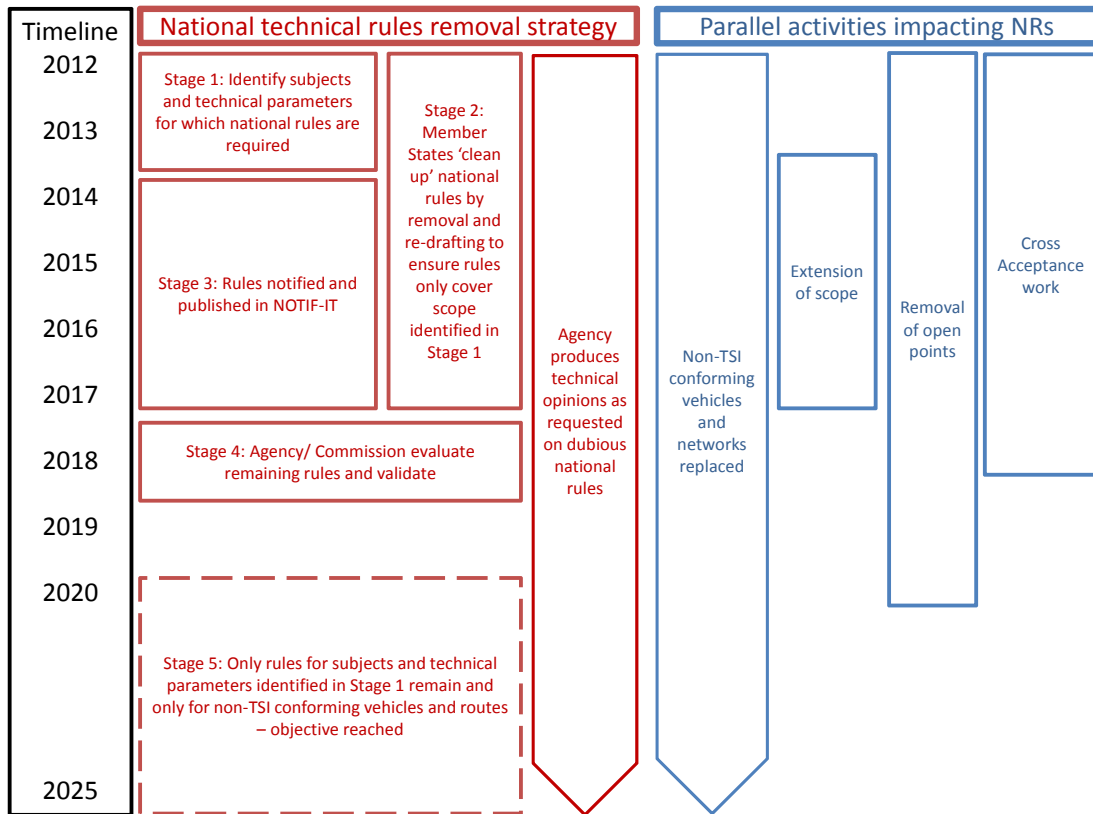 Timeline
2012
2013
2014
2015
2016
2017
2018
2019
2020
2025
National technical rules removal strategy
Stage 1: Identify subjects
and technical parameters
for which national rules are
required
Stage 2:
Member
States ‘clean
up’ national
rules by
removal and
re-drafting to
ensure rules
only cover
scope
identified in
Stage 1
Stage 3: Rules notified and
published in NOTIF-IT
Stage 4: Agency/ Commission evaluate
remaining rules and validate
Stage 5: Only rules for subjects and technical
parameters identified in Stage 1 remain and
only for non-TSI conforming vehicles and routes
– objective reached
Agency
produces
technical
opinions as
requested
on dubious
national
rules
Parallel activities impacting NRs
Non-TSI
conforming
vehicles
and
networks
replaced
Extension
of scope
Removal
of open
points
Cross
Acceptance
work